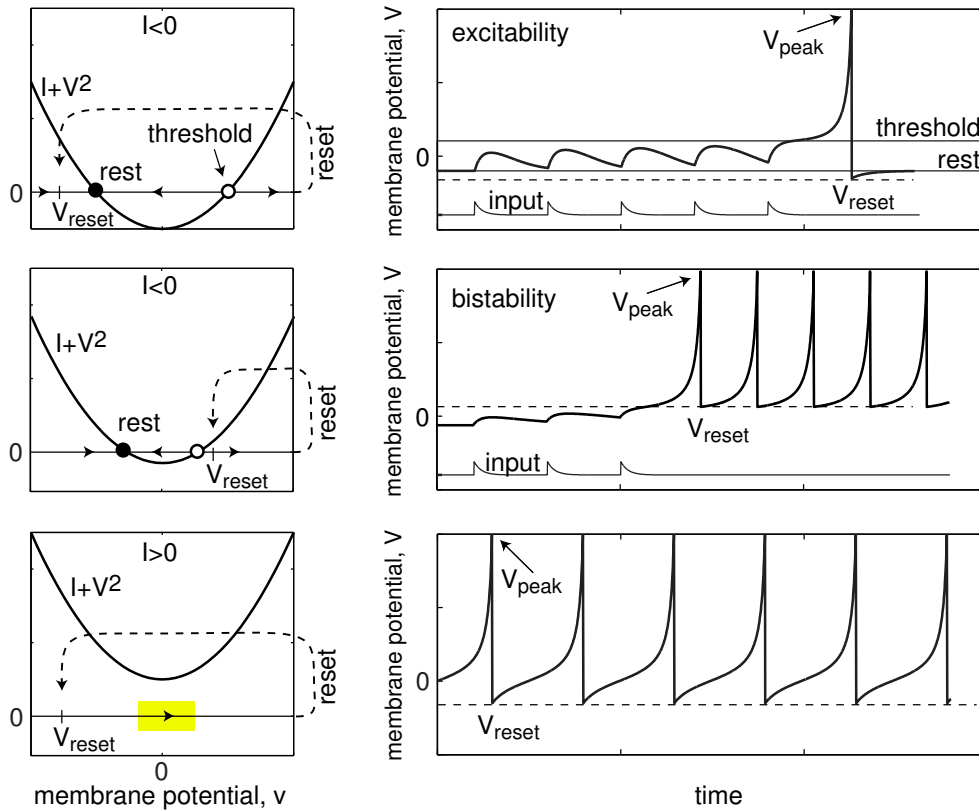 I<0
I+V2
threshold
rest
reset
0
Vreset
membrane potential, V
excitability
Vpeak
threshold
rest
0
Vreset
input
I<0
I+V2
rest
reset
0
Vreset
membrane potential, V
bistability
Vpeak
0
Vreset
input
I>0
I+V2
reset
0
Vreset
0
membrane potential, v
membrane potential, V
Vpeak
0
Vreset
time